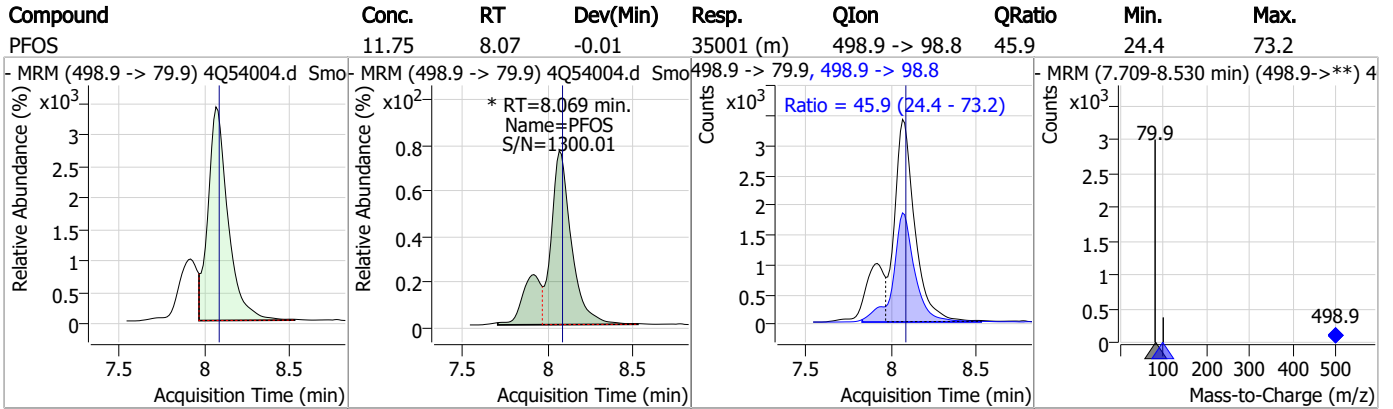 Compound Conc. RT Dev(Min) Resp. QIon QRatio Min. Max.
PFOS 11.75 8.07 -0.01 35001 (m) 498.9 -> 98.8 45.9 24.4 73.2
- MRM (498.9 -> 79.9) 4Q54004.d Smo
Relative Abundance (%)
x10³
3
2.5
2
1.5
1
0.5
0
7.5 8 8.5
Acquisition Time (min)
- MRM (498.9 -> 79.9) 4Q54004.d Smo
Relative Abundance (%)
x10²
* RT=8.069 min.
Name=PFOS
S/N=1300.01
0.8
0.6
0.4
0.2
0
7.5 8 8.5
Acquisition Time (min)
498.9 -> 79.9, 498.9 -> 98.8
Counts
x10³
Ratio = 45.9 (24.4 - 73.2)
3
2.5
2
1.5
1
0.5
0
7.5 8 8.5
Acquisition Time (min)
- MRM (7.709-8.530 min) (498.9->**) 4
Counts
x10³
79.9
3
2.5
2
1.5
1
0.5
0
498.9
100 200 300 400 500
Mass-to-Charge (m/z)